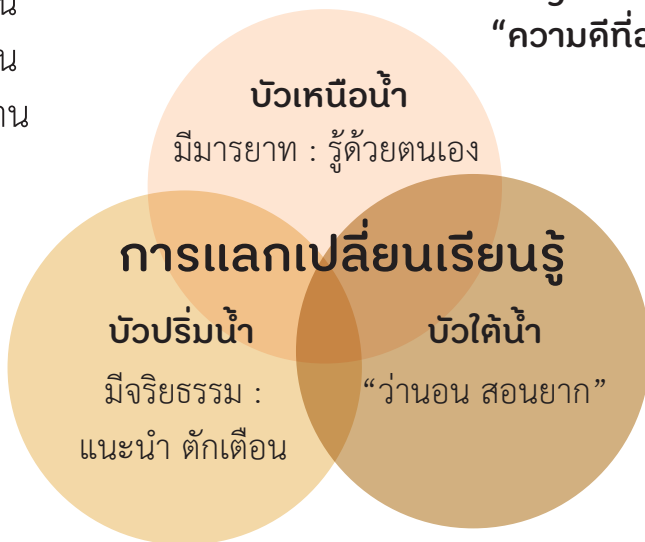 “ความดีที่
บัวเหนือน้ำ
มีมารยาท : รู้ด้วยตนเอง
การแลกเปลี่ยนเรียนรู้
บัวปริ่มน้ำ
มีจริยธรรม :
แนะนำ ตักเตือน
บัวใต้น้ำ
“ว่านอน สอนยาก”